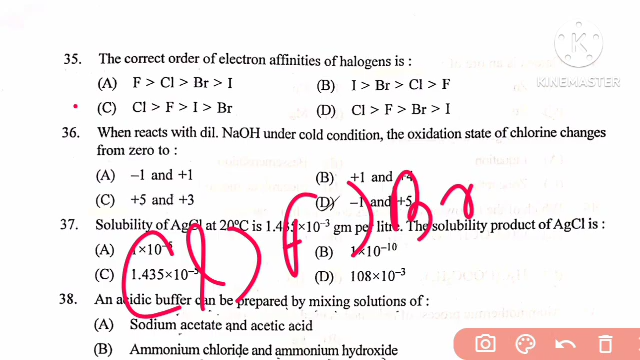 35. The correct order of electron affinities of halogens is :
(A) F > Cl > Br > I (B) I > Br > Cl > F
(C) Cl > F > I > Br (D) Cl > F > Br > I
KINEMASTER
36. When reacts with dil. NaOH under cold condition, the oxidation state of chlorine changes
from zero to :
(A) –1 and +1 (B) +1 and +4
(C) +5 and +3 (D) –1 and +5
37. Solubility of AgCl at 20°C is 1.435×10⁻³ gm per litre. The solubility product of AgCl is :
(A) 1×10⁻⁵ (B) 1×10⁻¹⁰
(C) 1.435×10⁻⁵ (D) 108×10⁻³
Cl > F > Br
38. An acidic buffer can be prepared by mixing solutions of :
(A) Sodium acetate and acetic acid
(B) Ammonium chloride and ammonium hydroxide